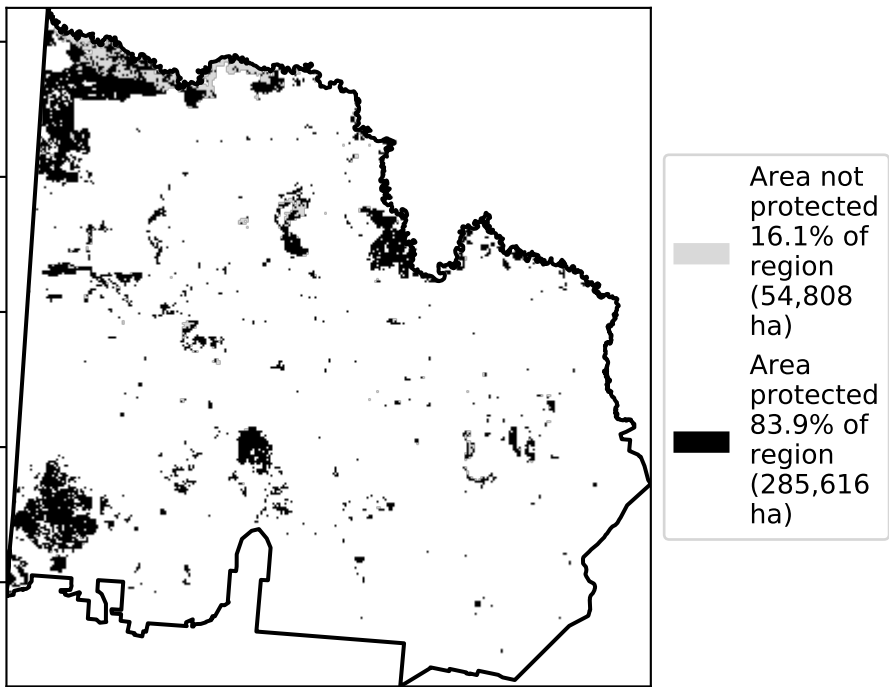 Area not
protected
16.1% of
region
(54,808
ha)
Area
protected
83.9% of
region
(285,616
ha)